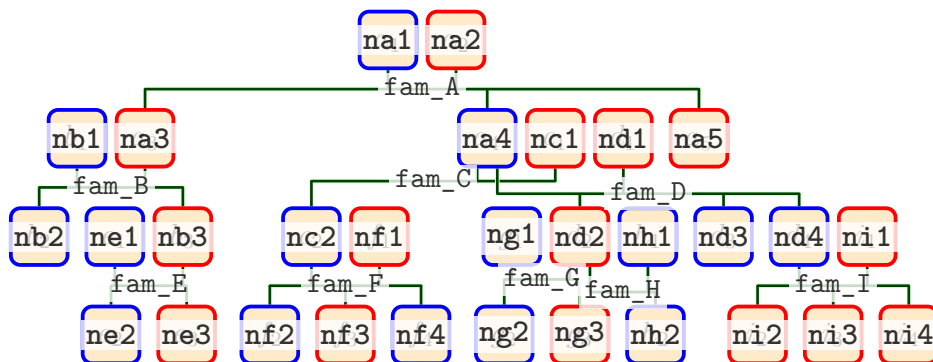 na1 na2
fam_A
nb1 na3 na4 nc1 nd1 na5
fam_B fam_C fam_D
nb2 ne1 nb3 nc2 nf1 ng1 nd2 nh1 nd3 nd4 ni1
fam_E fam_F fam_G fam_H fam_I
ne2 ne3 nf2 nf3 nf4 ng2 ng3 nh2 ni2 ni3 ni4